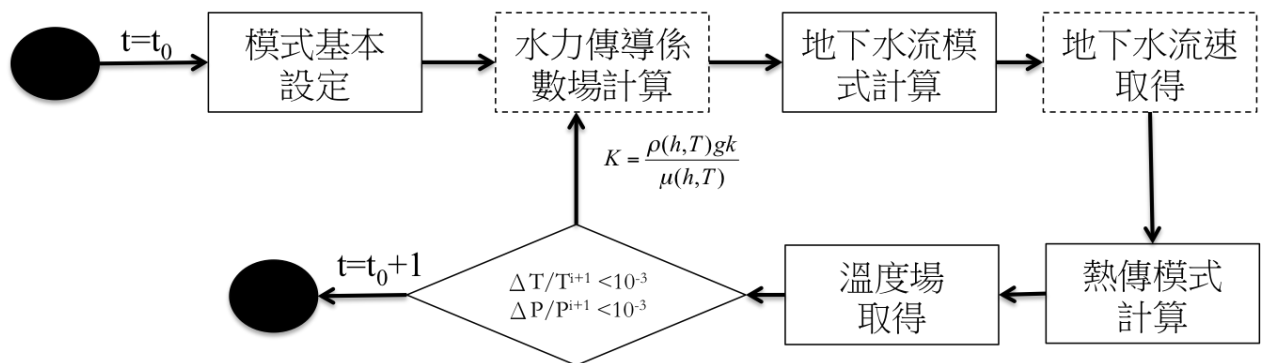 t=t₀
模式基本
設定
水力傳導係
數場計算
地下水流模
式計算
地下水流速
取得
K = ρ(h,T)gk / μ(h,T)
熱傳模式
計算
溫度場
取得
ΔT/Tⁱ⁺¹ <10⁻³
ΔP/Pⁱ⁺¹ <10⁻³
t=t₀+1